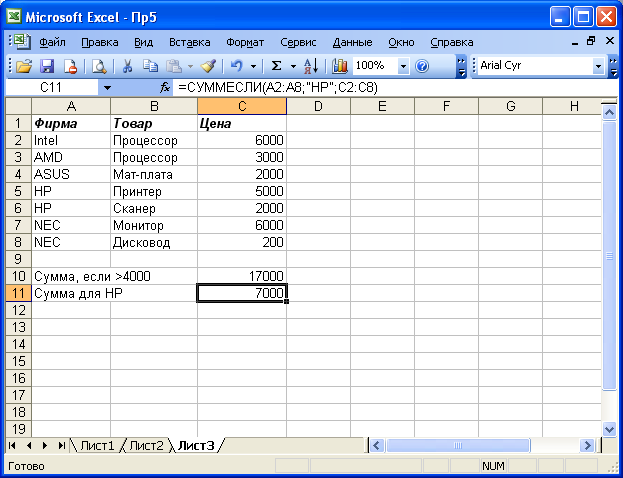 Microsoft Excel - Пр5
Файл Правка Вид Вставка Формат Сервис Данные Окно Справка
100% Arial Cyr
C11 fx =СУММЕСЛИ(A2:A8;"HP";C2:C8)
A B C D E F G H
1 Фирма Товар Цена
2 Intel Процессор 6000
3 AMD Процессор 3000
4 ASUS Мат-плата 2000
5 HP Принтер 5000
6 HP Сканер 2000
7 NEC Монитор 6000
8 NEC Дисковод 200
9
10 Сумма, если >4000 17000
11 Сумма для HP 7000
12
13
14
15
16
17
18
19
Лист1 Лист2 Лист3
Готово NUM